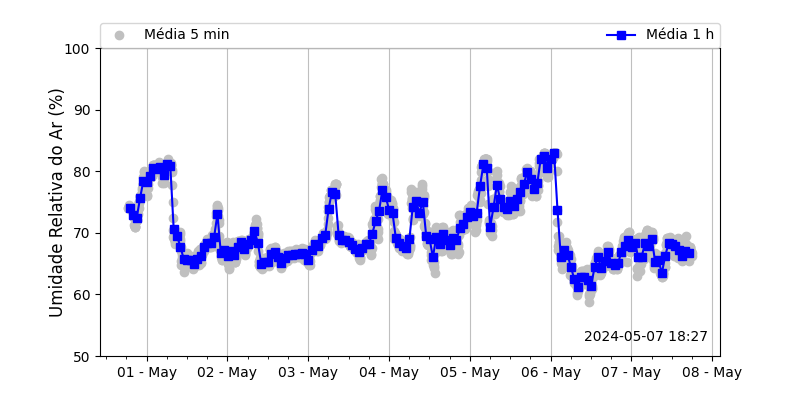 Média 5 min
Média 1 h
Umidade Relativa do Ar (%)
100
90
80
70
60
50
2024-05-07 18:27
01 - May
02 - May
03 - May
04 - May
05 - May
06 - May
07 - May
08 - May